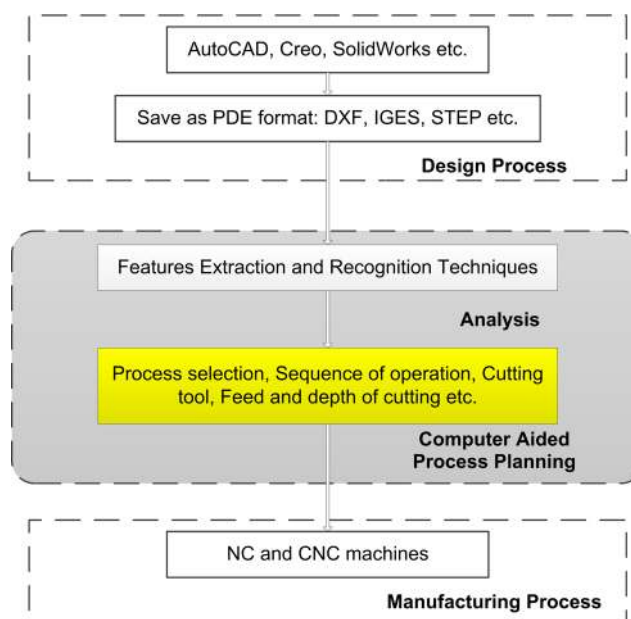 AutoCAD, Creo, SolidWorks etc.
Save as PDE format: DXF, IGES, STEP etc.
Design Process
Features Extraction and Recognition Techniques
Analysis
Process selection, Sequence of operation, Cutting
tool, Feed and depth of cutting etc.
Computer Aided
Process Planning
NC and CNC machines
Manufacturing Process